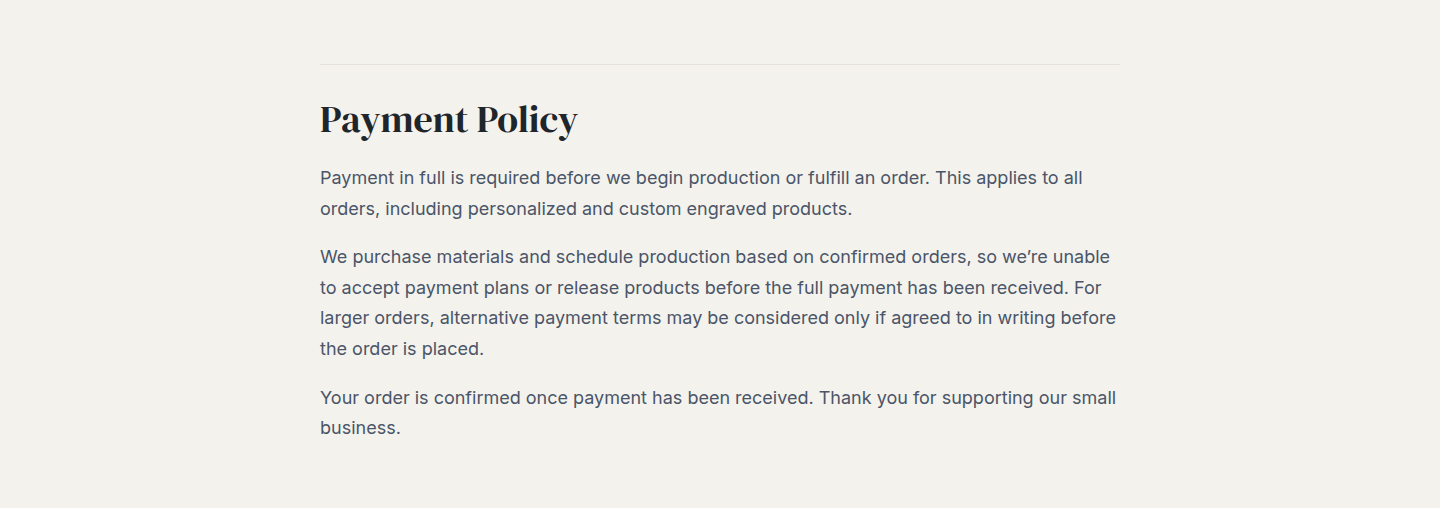 Payment Policy
Payment in full is required before we begin production or fulfill an order. This applies to all
orders, including personalized and custom engraved products.
We purchase materials and schedule production based on confirmed orders, so we’re unable
to accept payment plans or release products before the full payment has been received. For
larger orders, alternative payment terms may be considered only if agreed to in writing before
the order is placed.
Your order is confirmed once payment has been received. Thank you for supporting our small
business.